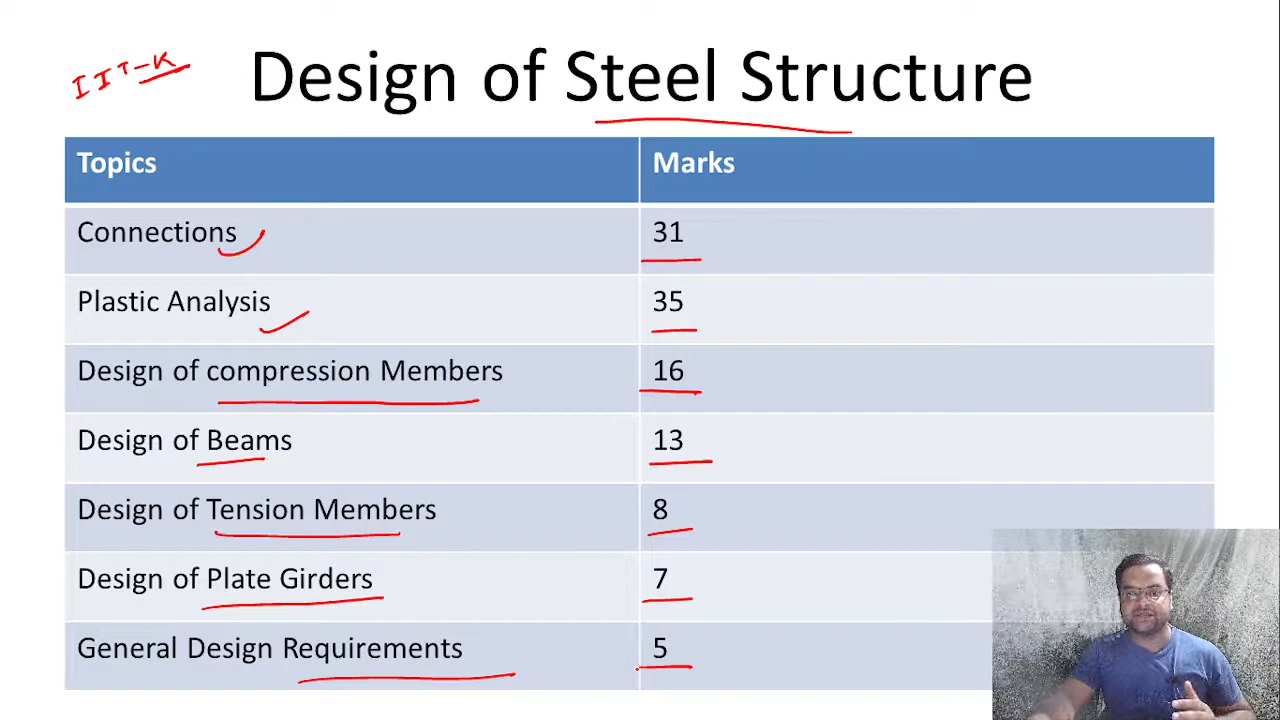 IIT-K
Design of Steel Structure
Topics Marks
Connections 31
Plastic Analysis 35
Design of compression Members 16
Design of Beams 13
Design of Tension Members 8
Design of Plate Girders 7
General Design Requirements 5